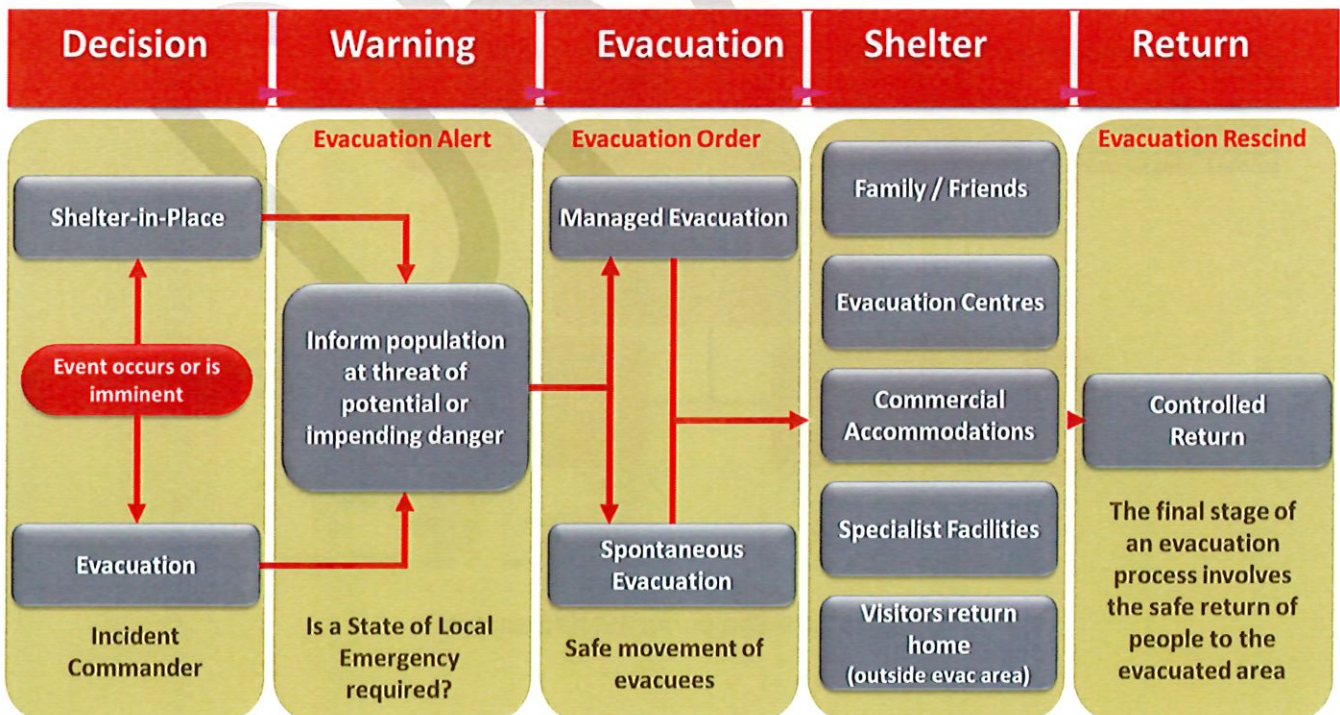 Decision
Warning
Evacuation
Shelter
Return
Shelter-in-Place
Event occurs or is
imminent
Evacuation
Incident
Commander
Evacuation Alert
Inform population
at threat of
potential or
impending danger
Is a State of Local
Emergency
required?
Evacuation Order
Managed Evacuation
Spontaneous
Evacuation
Safe movement of
evacuees
Family / Friends
Evacuation Centres
Commercial
Accommodations
Specialist Facilities
Visitors return
home
(outside evac area)
Evacuation Rescind
Controlled
Return
The final stage of
an evacuation
process involves
the safe return of
people to the
evacuated area